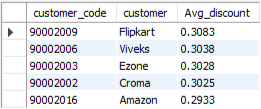 customer_code customer Avg_discount
90002009 Flipkart 0.3083
90002006 Viveks 0.3038
90002003 Ezone 0.3028
90002002 Croma 0.3025
90002016 Amazon 0.2933